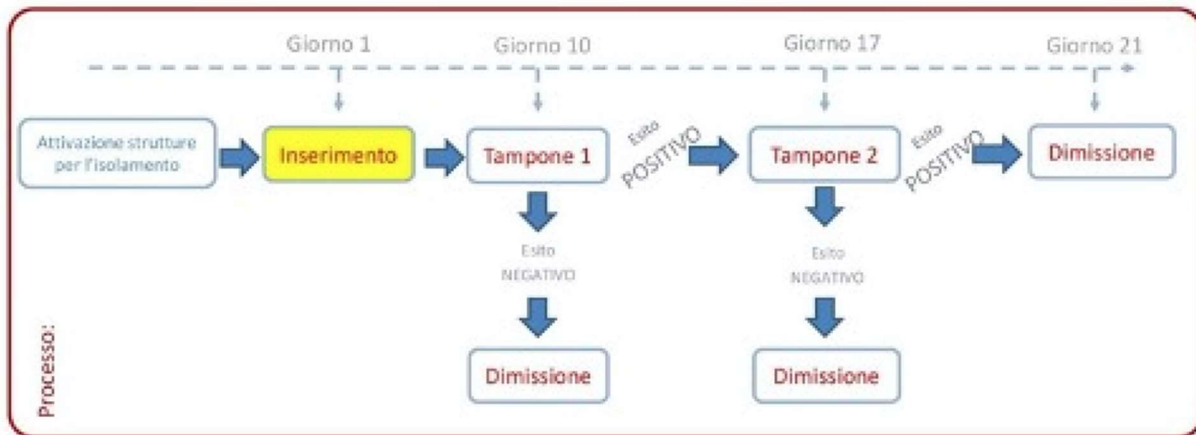 Giorno 1
Giorno 10
Giorno 17
Giorno 21
Attivazione strutture
per l'isolamento
Inserimento
Tampone 1
Esito
POSITIVO
Tampone 2
Esito
POSITIVO
Dimissione
Esito
NEGATIVO
Esito
NEGATIVO
Dimissione
Dimissione
Processo: